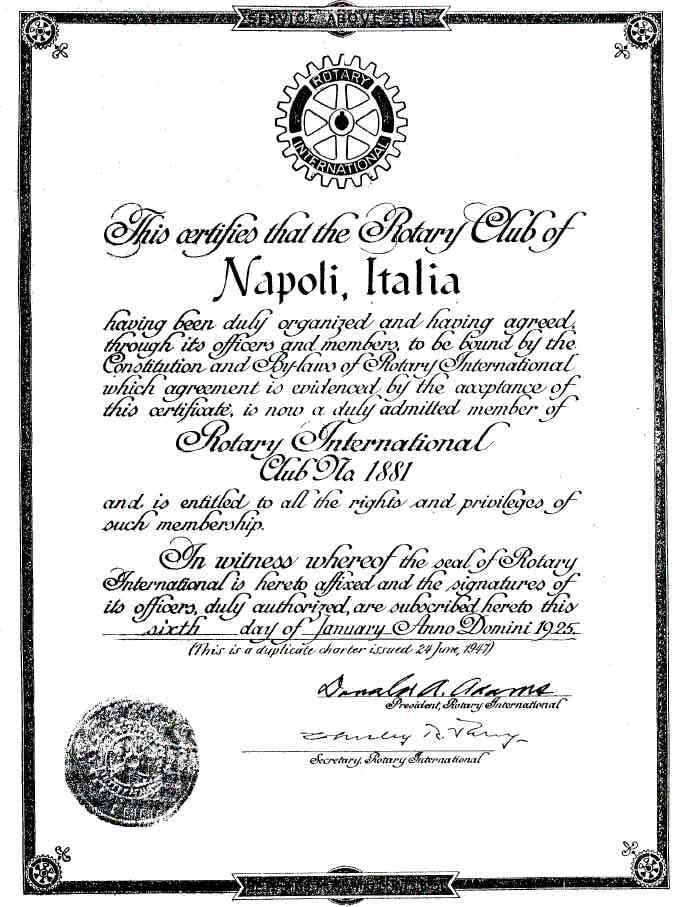 SERVICE ABOVE SELF
ROTARY
INTERNATIONAL
This certifies that the Rotary Club of
Napoli, Italia
having been duly organized and having agreed,
through its officers and members, to be bound by the
Constitution and By-laws of Rotary International
which agreement is evidenced by the acceptance of
this certificate, is now a duly admitted member of
Rotary International
Club No. 1881
and is entitled to all the rights and privileges of
such membership.
In witness whereof the seal of Rotary
International is hereto affixed and the signatures of
its officers, duly authorized, are subscribed hereto this
sixth day of January Anno Domini 1925
(This is a duplicate charter issued 24 June, 1947)
Donald A. Adams
President, Rotary International
Secretary, Rotary International